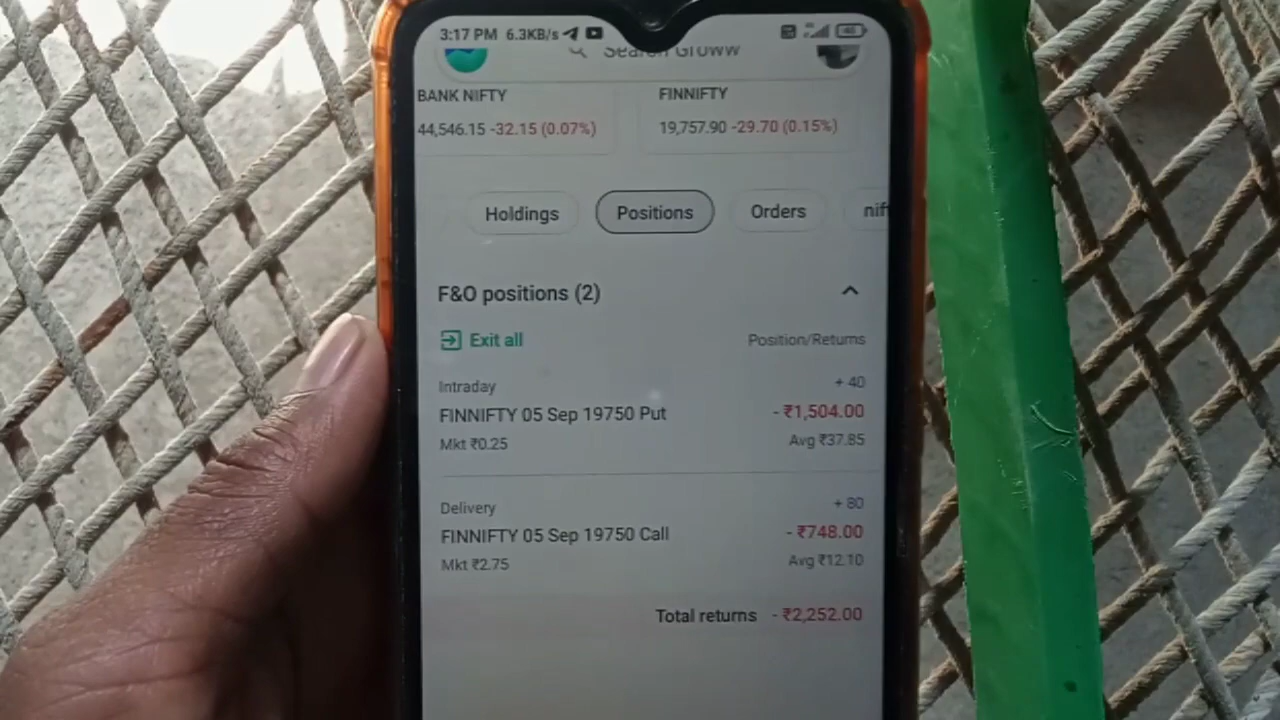 3:17 PM 6.3KB/s
Search Groww
BANK NIFTY FINNIFTY
44,546.15 -32.15 (0.07%) 19,757.90 -29.70 (0.15%)
Holdings Positions Orders nif
F&O positions (2)
Exit all Position/Returns
Intraday + 40
FINNIFTY 05 Sep 19750 Put - ₹1,504.00
Mkt ₹0.25 Avg ₹37.85
Delivery + 80
FINNIFTY 05 Sep 19750 Call - ₹748.00
Mkt ₹2.75 Avg ₹12.10
Total returns - ₹2,252.00